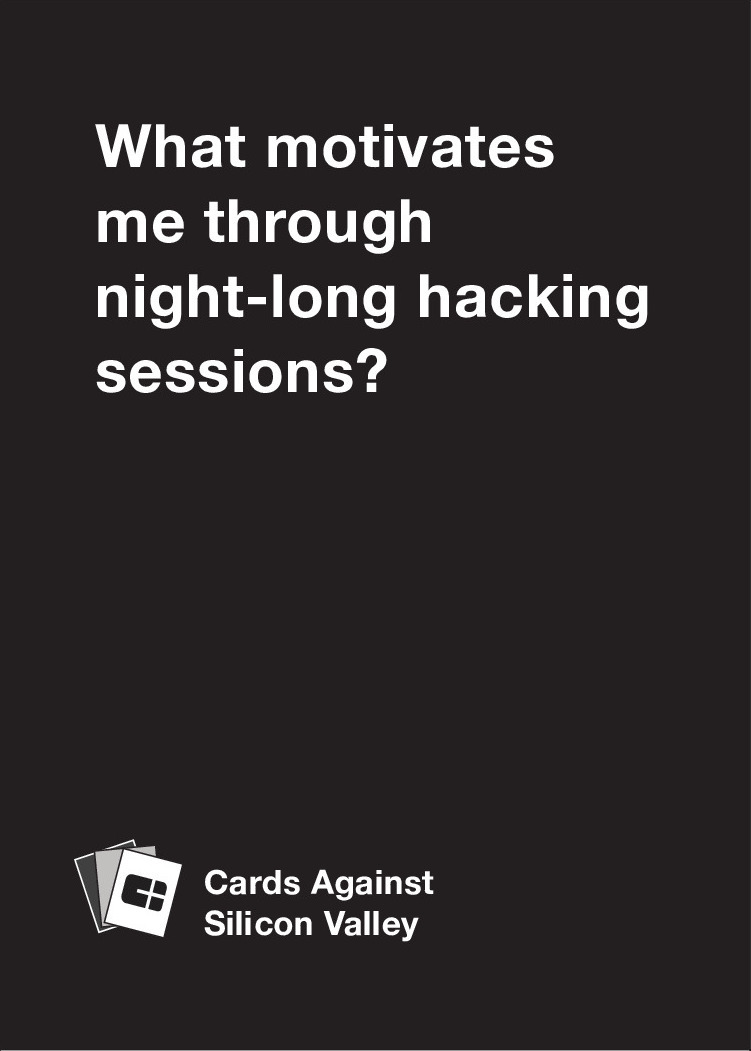 What motivates
me through
night-long hacking
sessions?
Cards Against
Silicon Valley